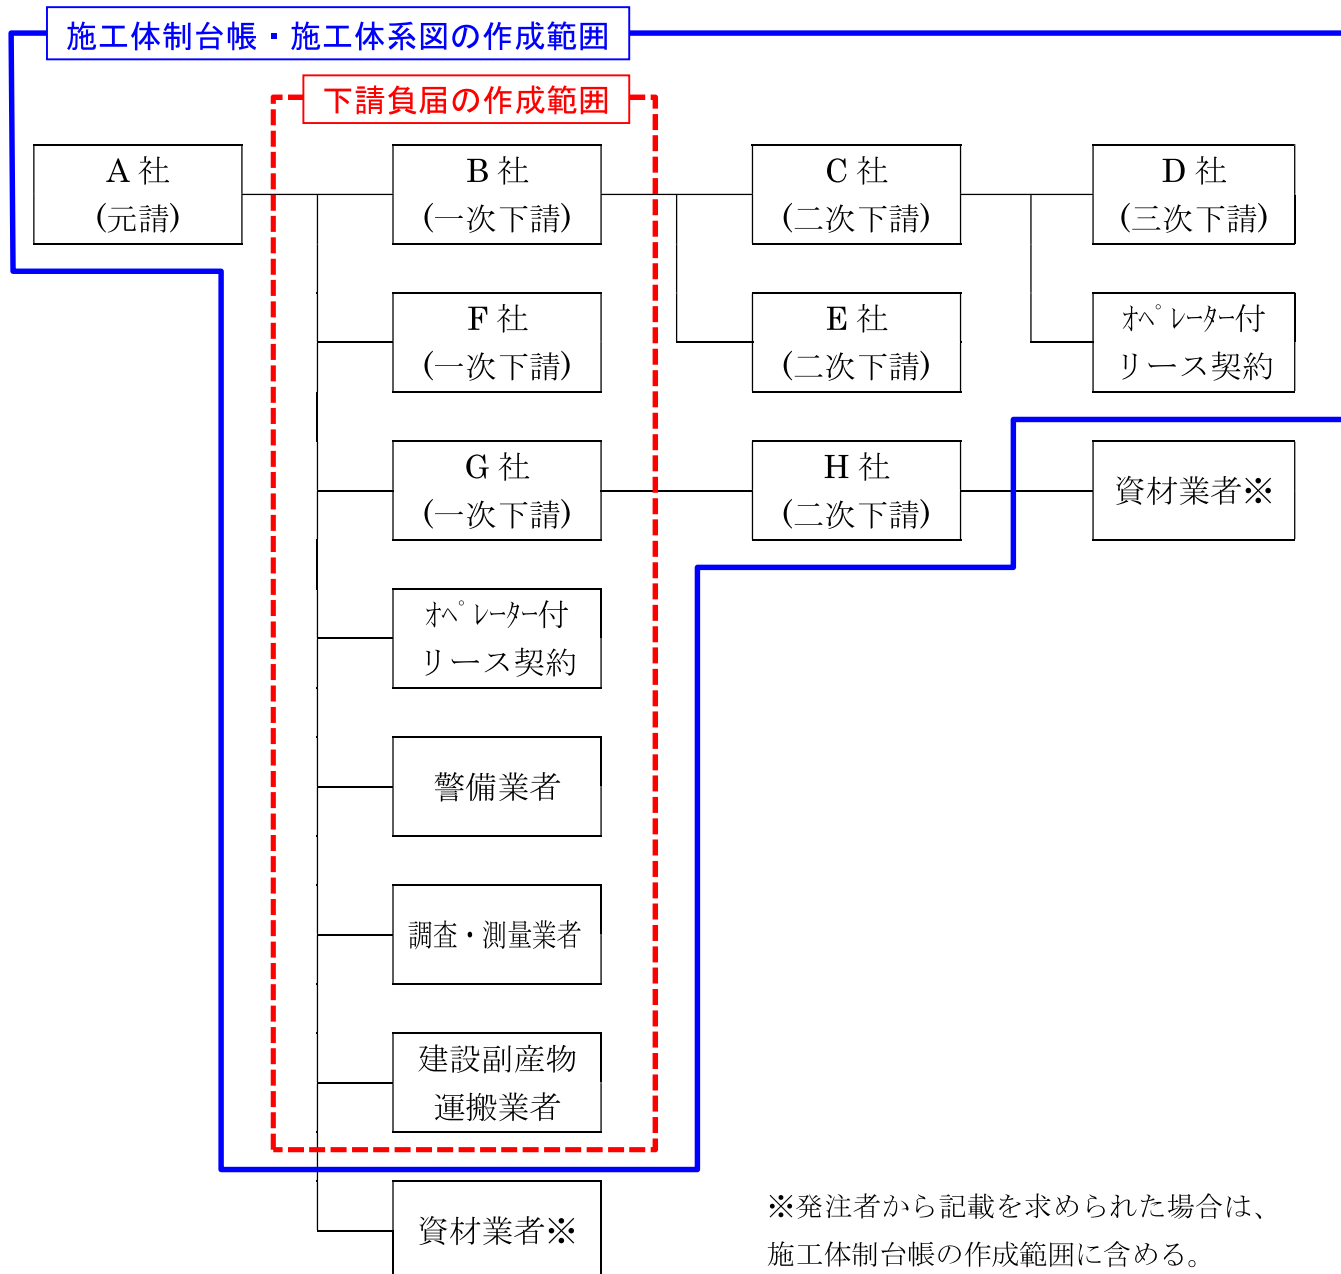 施工体制台帳・施工体系図の作成範囲
下請負届の作成範囲
A 社
(元請)
B 社
(一次下請)
C 社
(二次下請)
D 社
(三次下請)
F 社
(一次下請)
E 社
(二次下請)
ｵﾍﾟﾚｰﾀｰ付
リース契約
G 社
(一次下請)
H 社
(二次下請)
資材業者※
ｵﾍﾟﾚｰﾀｰ付
リース契約
警備業者
調査・測量業者
建設副産物
運搬業者
資材業者※
※発注者から記載を求められた場合は、
施工体制台帳の作成範囲に含める。